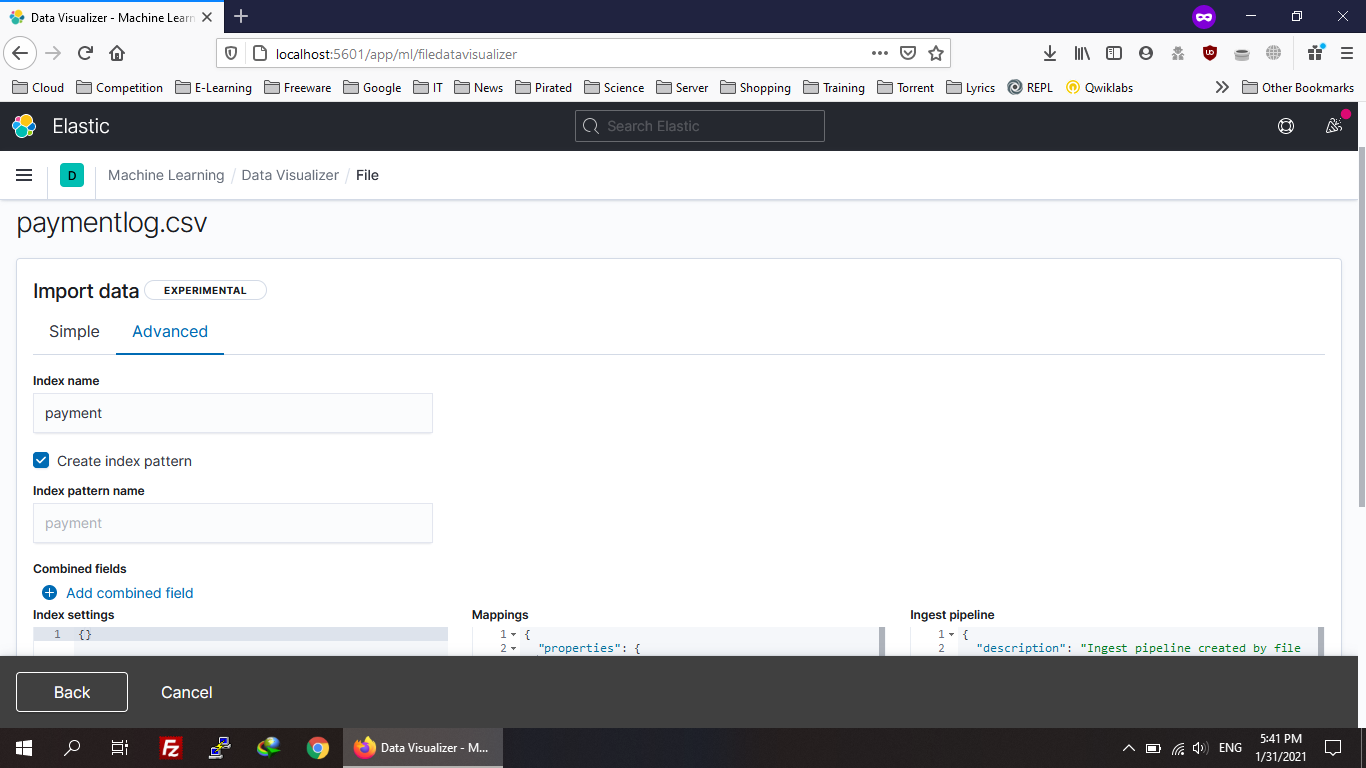 Data Visualizer - Machine Learn
localhost:5601/app/ml/filedatavisualizer
Cloud Competition E-Learning Freeware Google IT News Pirated Science Server Shopping Training Torrent Lyrics REPL Qwiklabs Other Bookmarks
Elastic Search Elastic
D Machine Learning / Data Visualizer / File
paymentlog.csv
Import data EXPERIMENTAL
Simple Advanced
Index name
payment
Create index pattern
Index pattern name
payment
Combined fields
Add combined field
Index settings Mappings Ingest pipeline
1 {} 1 { 1 {
2 "properties": { 2 "description": "Ingest pipeline created by file
Back Cancel
Data Visualizer - M... ENG 5:41 PM
1/31/2021